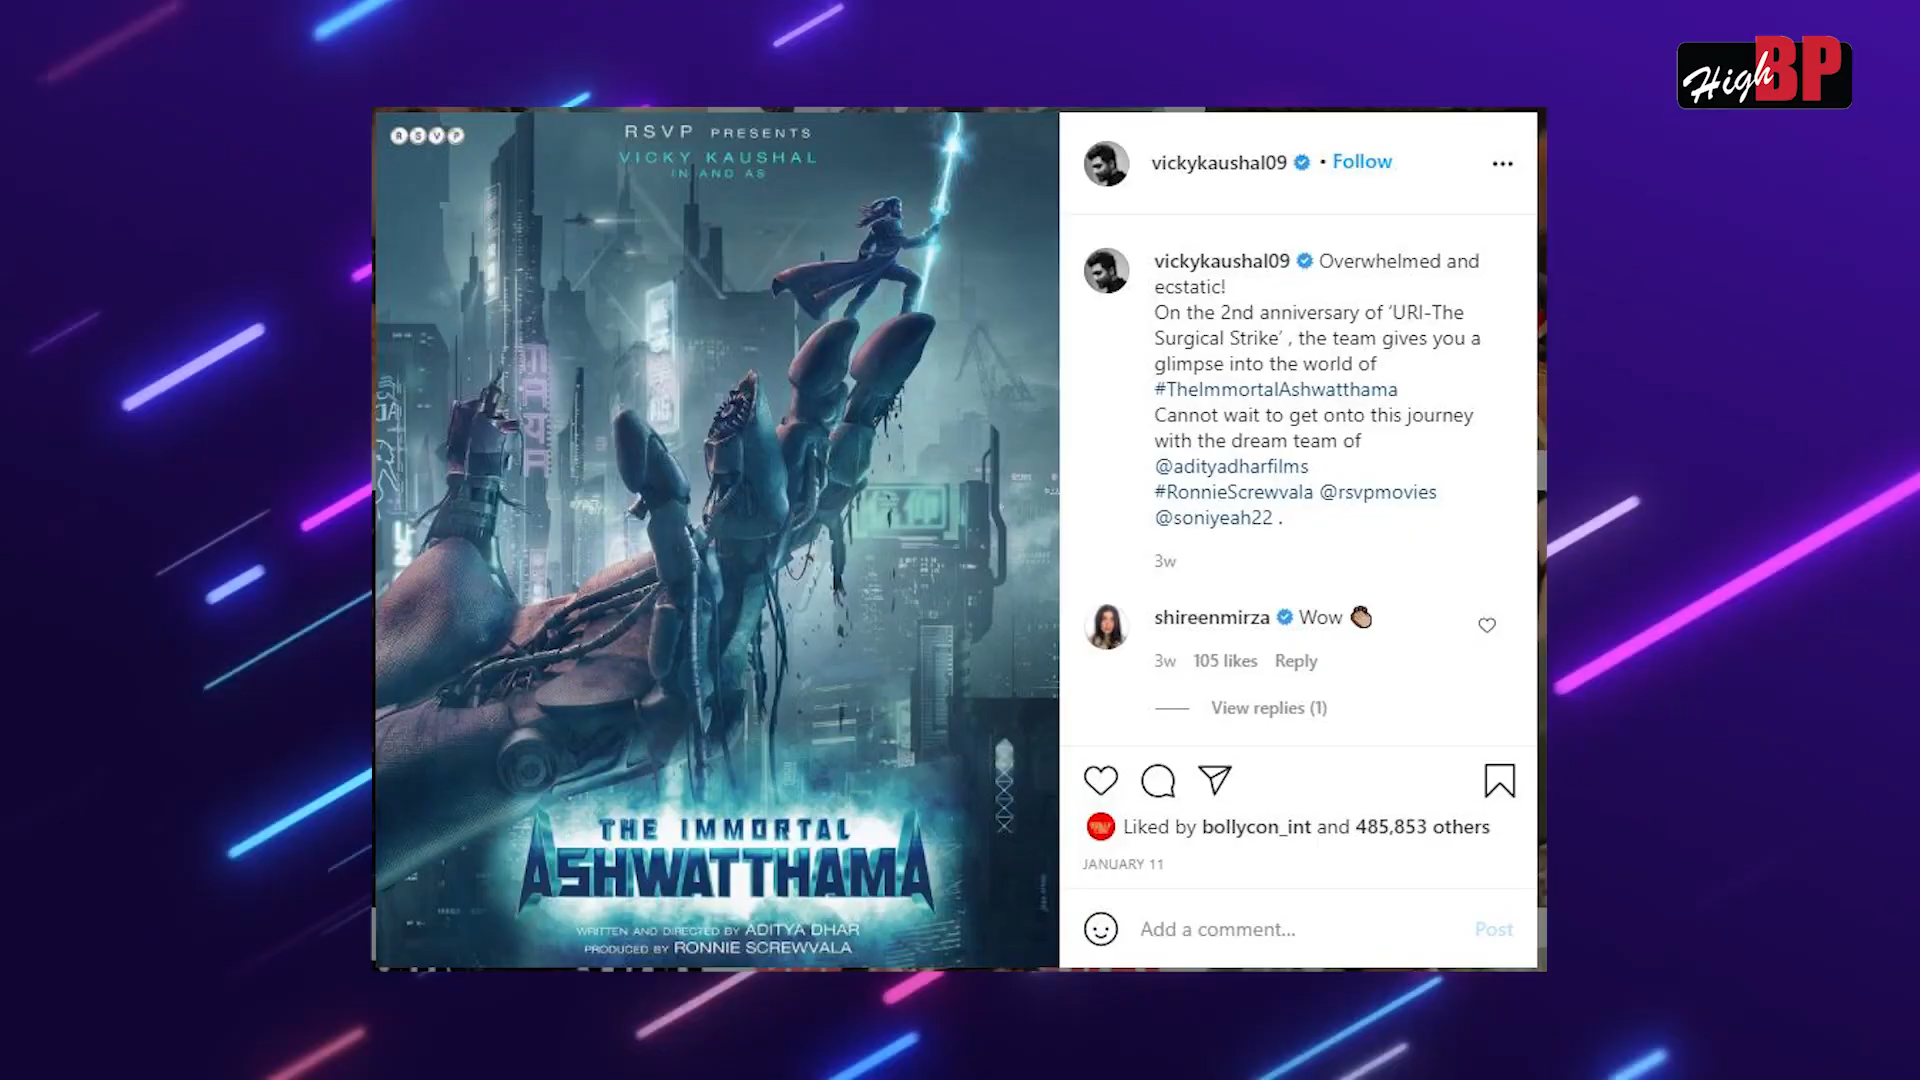 High BP
R S V P
RSVP PRESENTS
VICKY KAUSHAL
IN AND AS
THE IMMORTAL
ASHWATTHAMA
WRITTEN AND DIRECTED BY ADITYA DHAR
PRODUCED BY RONNIE SCREWVALA
vickykaushal09 • Follow
vickykaushal09 Overwhelmed and
ecstatic!
On the 2nd anniversary of ‘URI-The
Surgical Strike’ , the team gives you a
glimpse into the world of
#TheImmortalAshwatthama
Cannot wait to get onto this journey
with the dream team of
@adityadharfilms
#RonnieScrewvala @rsvpmovies
@soniyeah22 .
3w
shireenmirza Wow 👏🏽
3w 105 likes Reply
View replies (1)
Liked by bollycon_int and 485,853 others
JANUARY 11
Add a comment... Post